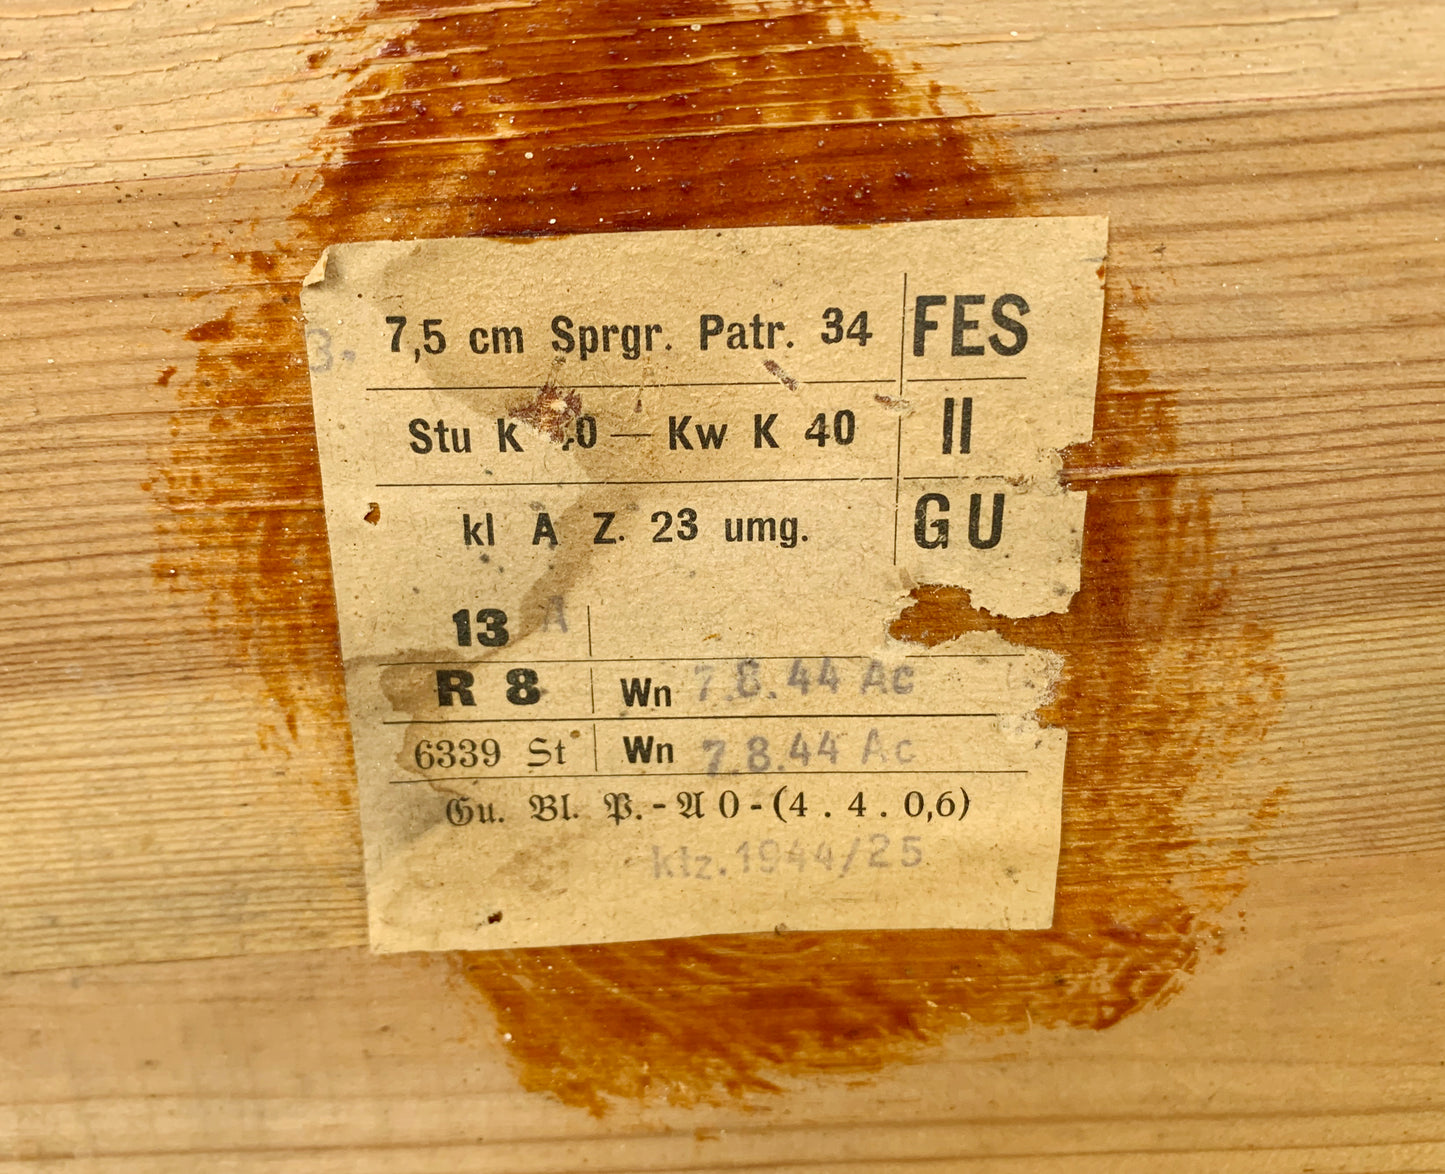 3. 7,5 cm Sprgr. Patr. 34 FES
Stu K 40 — Kw K 40 II
kl A Z. 23 umg. GU
13 A
R 8 Wn 7.8.44 Ac
6339 St Wn 7.8.44 Ac
Gu. Bl. P. - A 0 - (4 . 4 . 0,6)
klz. 1944/25